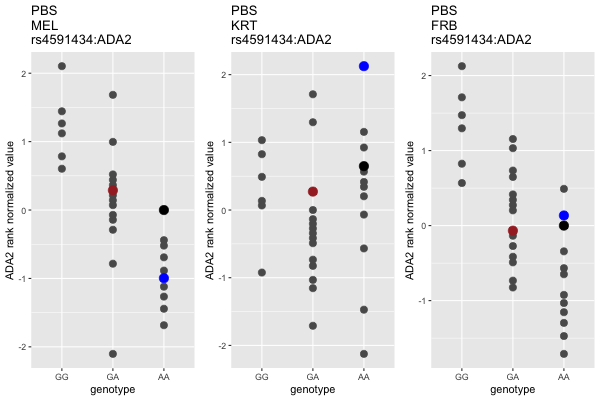 PBS
MEL
rs4591434:ADA2
ADA2 rank normalized value
2
1
0
-1
-2
GG
GA
AA
genotype
PBS
KRT
rs4591434:ADA2
ADA2 rank normalized value
2
1
0
-1
-2
GG
GA
AA
genotype
PBS
FRB
rs4591434:ADA2
ADA2 rank normalized value
2
1
0
-1
GG
GA
AA
genotype